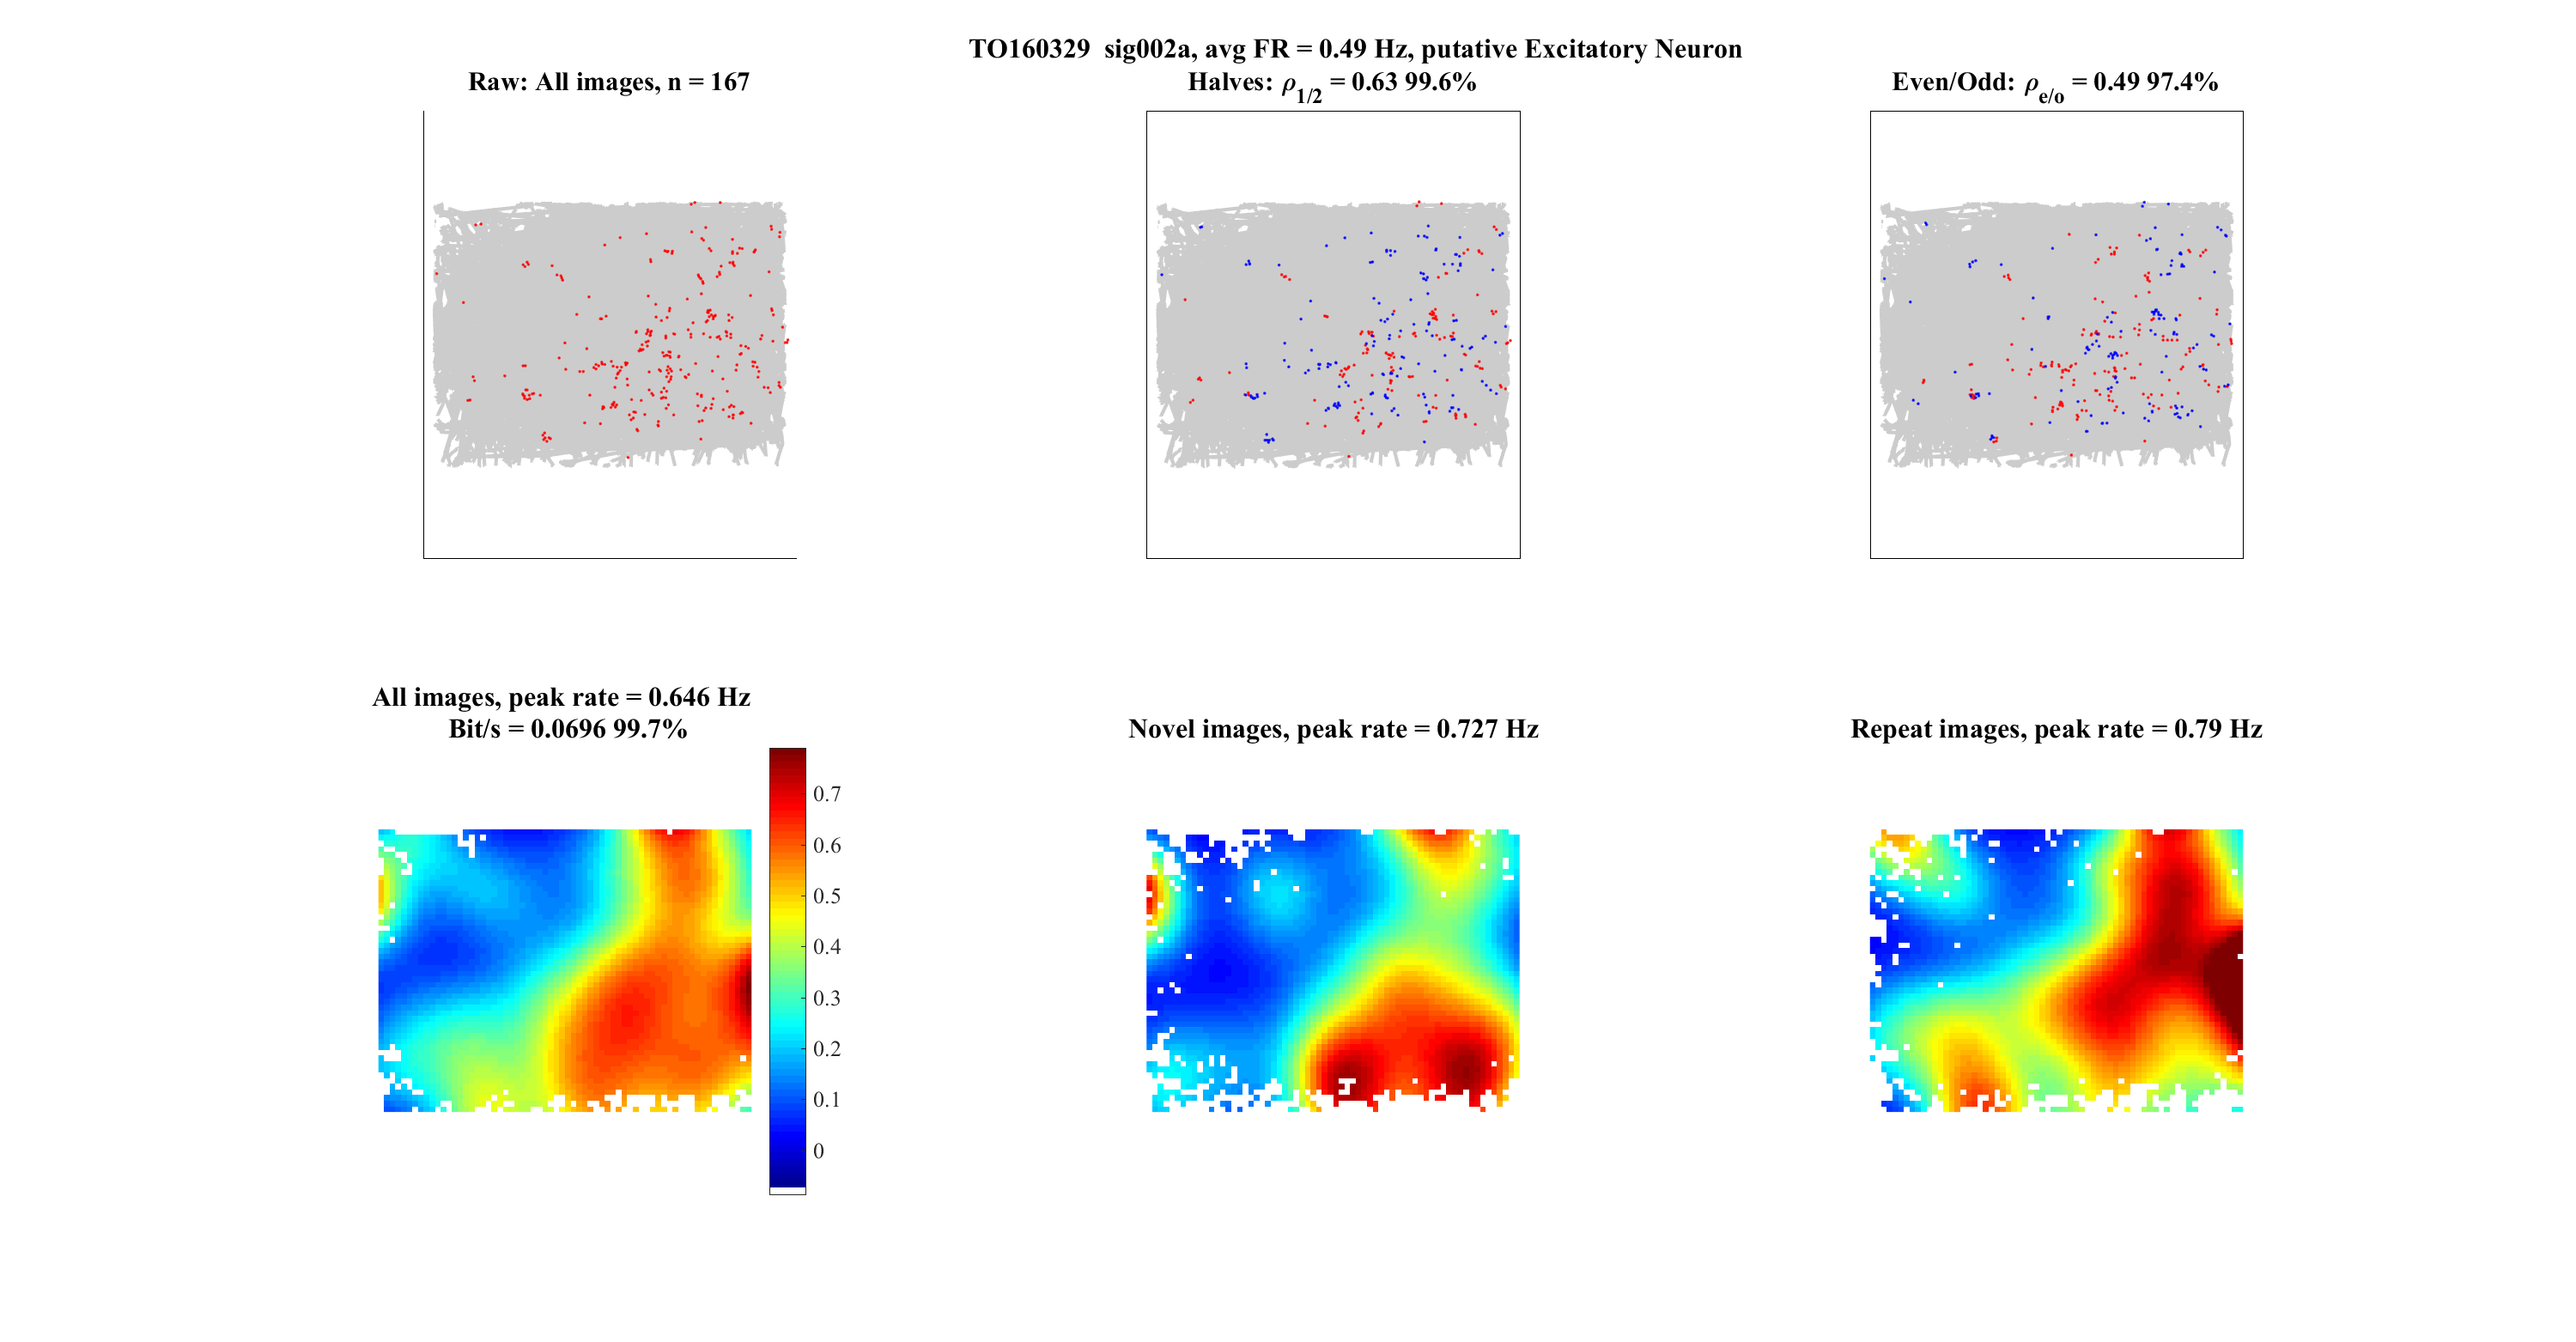 TO160329  sig002a, avg FR = 0.49 Hz, putative Excitatory Neuron
Raw: All images, n = 167
Halves: ρ1/2 = 0.63 99.6%
Even/Odd: ρe/o = 0.49 97.4%
All images, peak rate = 0.646 Hz
Bit/s = 0.0696 99.7%
Novel images, peak rate = 0.727 Hz
Repeat images, peak rate = 0.79 Hz
0.7
0.6
0.5
0.4
0.3
0.2
0.1
0